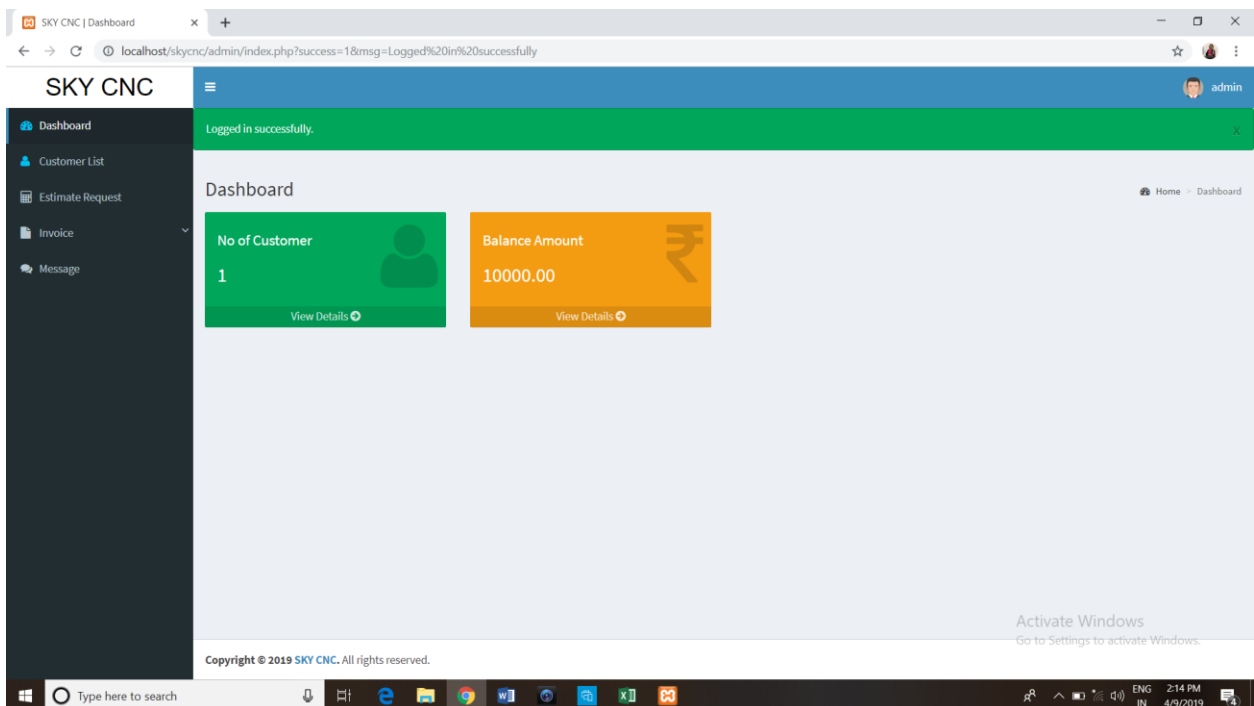 SKY CNC | Dashboard
localhost/skycnc/admin/index.php?success=1&msg=Logged%20in%20successfully
SKY CNC
admin
Dashboard
Logged in successfully.
X
Customer List
Estimate Request
Invoice
Message
Dashboard
Home > Dashboard
No of Customer
1
View Details
Balance Amount
₹
10000.00
View Details
Activate Windows
Go to Settings to activate Windows.
Copyright © 2019 SKY CNC. All rights reserved.
Type here to search
ENG
IN
2:14 PM
4/9/2019
4